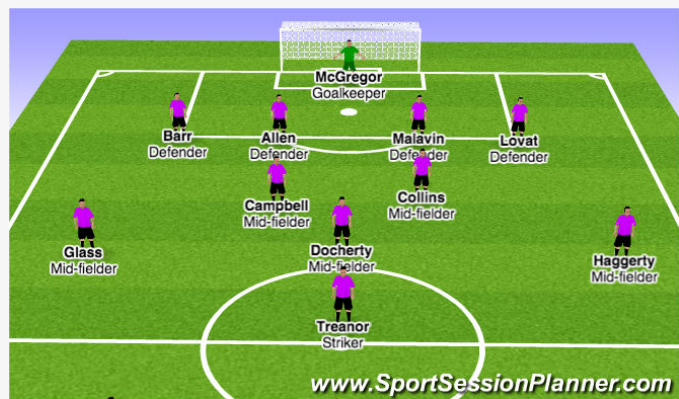 McGregor
Goalkeeper
Barr
Defender
Allen
Defender
Malavin
Defender
Lovat
Defender
Campbell
Mid-fielder
Collins
Mid-fielder
Glass
Mid-fielder
Docherty
Mid-fielder
Haggerty
Mid-fielder
Treanor
Striker
www.SportSessionPlanner.com